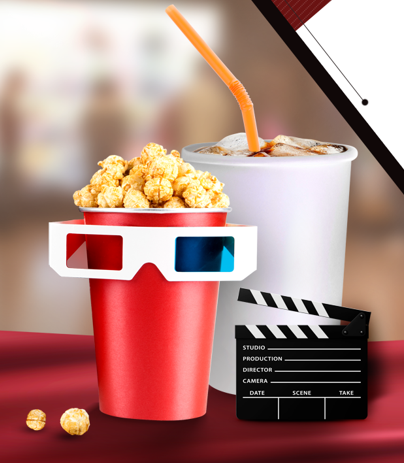 STUDIO
PRODUCTION
DIRECTOR
CAMERA
DATE SCENE TAKE